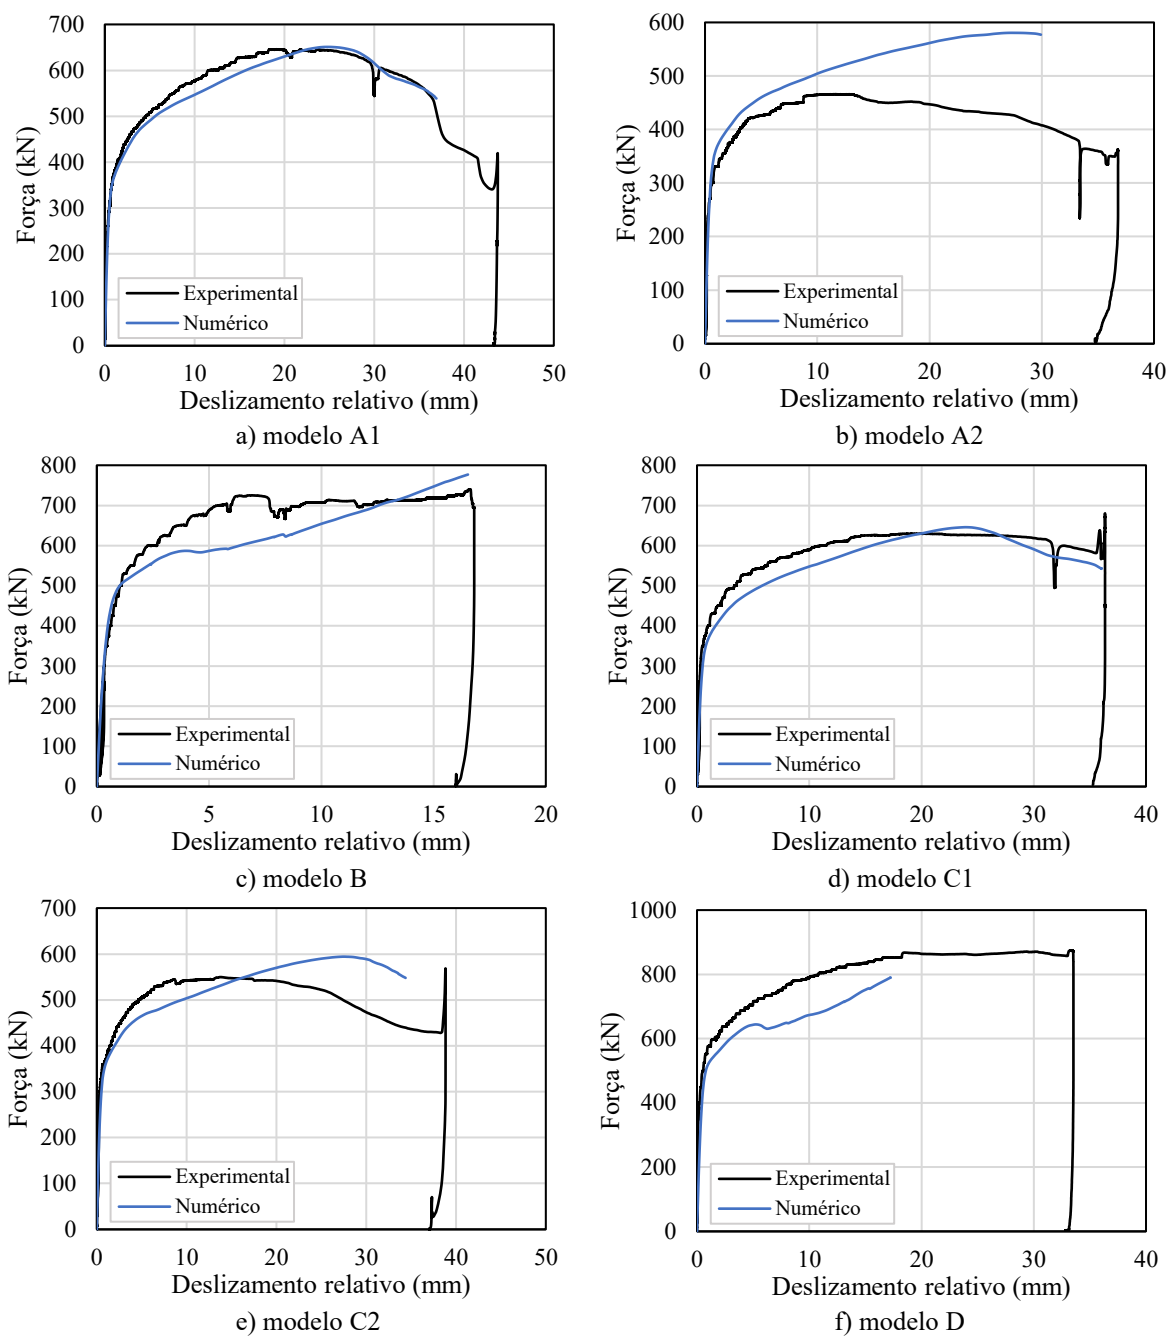 700
600
500
400
300
200
100
0
Força (kN)
Experimental
Numérico
0 10 20 30 40 50
Deslizamento relativo (mm)
a) modelo A1
600
500
400
300
200
100
0
Força (kN)
Experimental
Numérico
0 10 20 30 40
Deslizamento relativo (mm)
b) modelo A2
800
700
600
500
400
300
200
100
0
Força (kN)
Experimental
Numérico
0 5 10 15 20
Deslizamento relativo (mm)
c) modelo B
800
700
600
500
400
300
200
100
0
Força (kN)
Experimental
Numérico
0 10 20 30 40
Deslizamento relativo (mm)
d) modelo C1
700
600
500
400
300
200
100
0
Força (kN)
Experimental
Numérico
0 10 20 30 40 50
Deslizamento relativo (mm)
e) modelo C2
1000
800
600
400
200
0
Força (kN)
Experimental
Numérico
0 10 20 30 40
Deslizamento relativo (mm)
f) modelo D